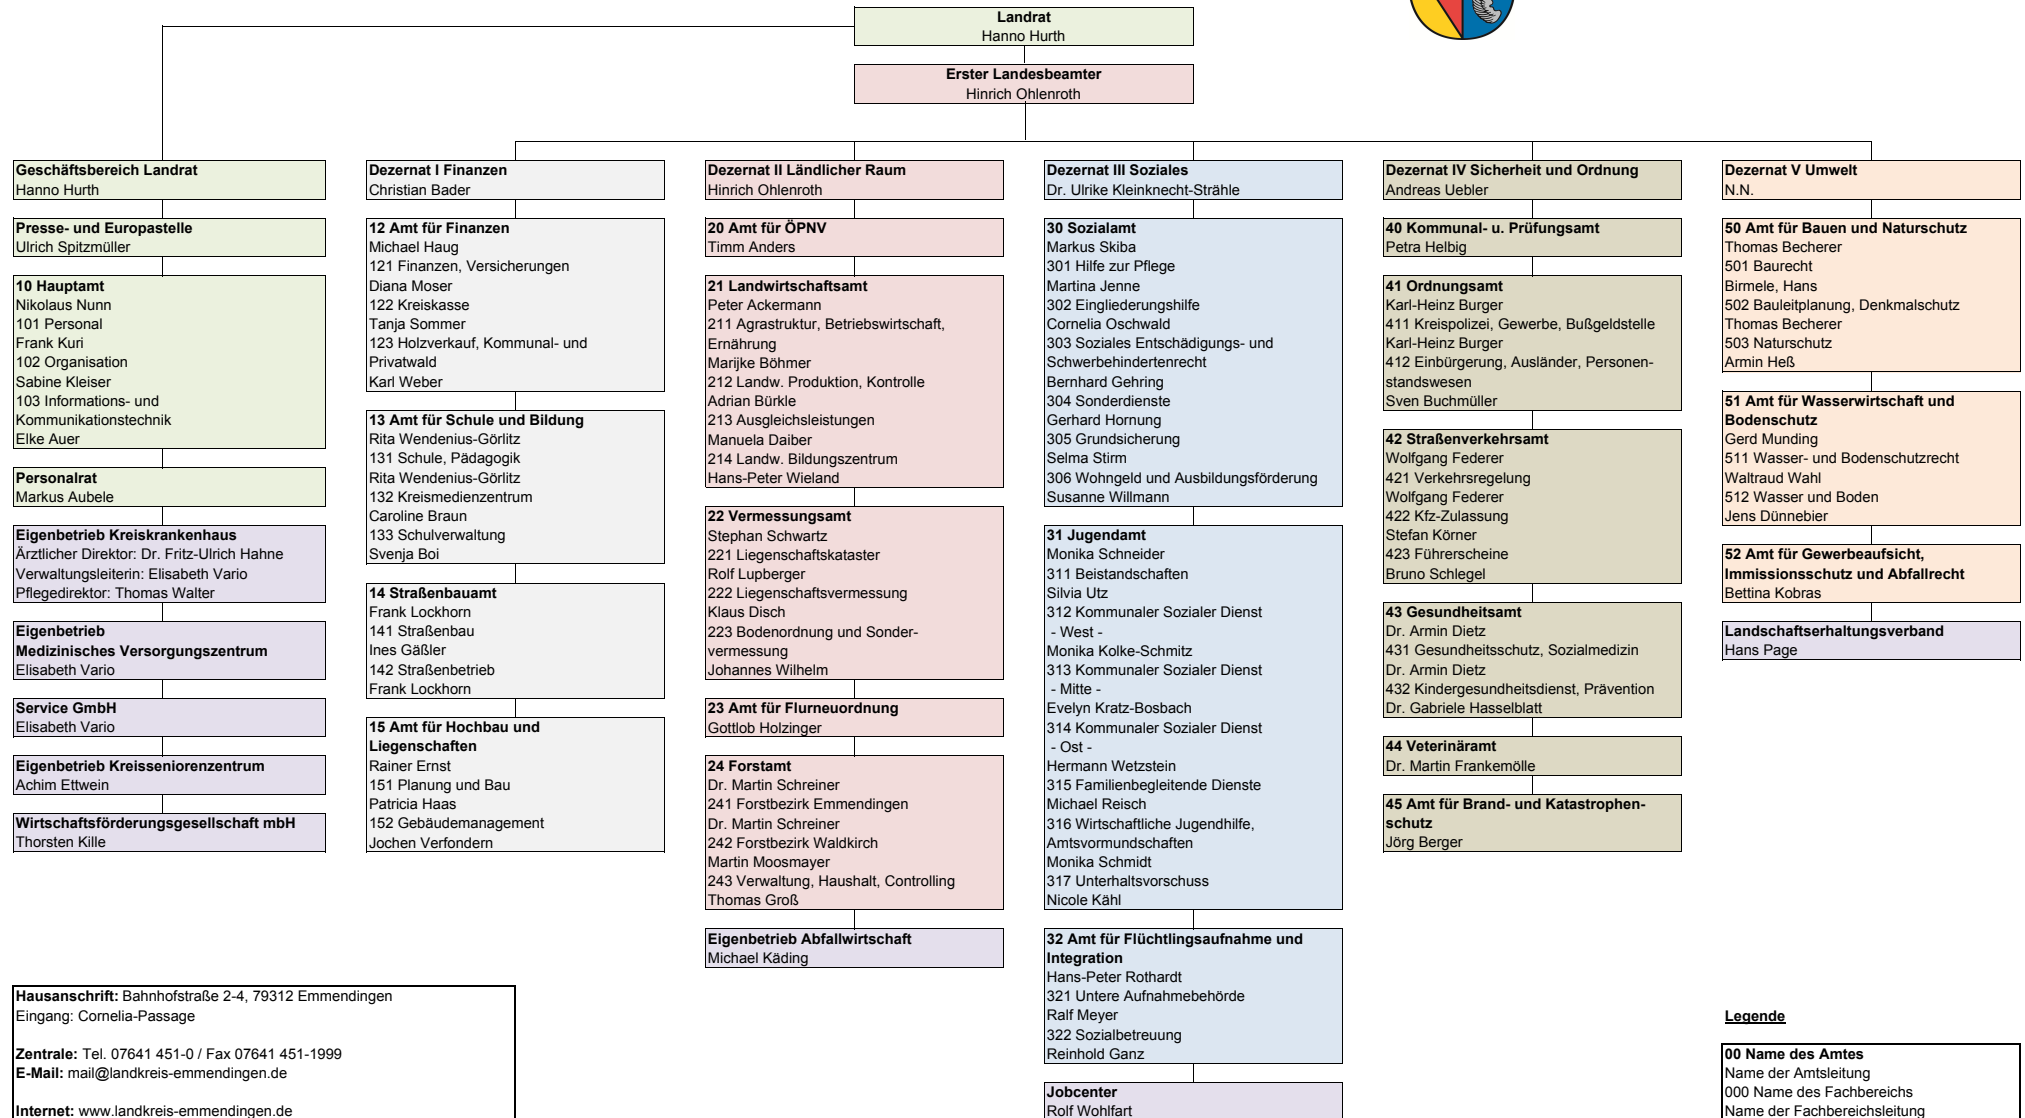 Landrat
Hanno Hurth
Erster Landesbeamter
Hinrich Ohlenroth
Geschäftsbereich Landrat
Hanno Hurth
Presse- und Europastelle
Ulrich Spitzmüller
10 Hauptamt
Nikolaus Nunn
101 Personal
Frank Kuri
102 Organisation
Sabine Kleiser
103 Informations- und
Kommunikationstechnik
Elke Auer
Personalrat
Markus Aubele
Eigenbetrieb Kreiskrankenhaus
Ärztlicher Direktor: Dr. Fritz-Ulrich Hahne
Verwaltungsleiterin: Elisabeth Vario
Pflegedirektor: Thomas Walter
Eigenbetrieb
Medizinisches Versorgungszentrum
Elisabeth Vario
Service GmbH
Elisabeth Vario
Eigenbetrieb Kreisseniorenzentrum
Achim Ettwein
Wirtschaftsförderungsgesellschaft mbH
Thorsten Kille
Dezernat I Finanzen
Christian Bader
12 Amt für Finanzen
Michael Haug
121 Finanzen, Versicherungen
Diana Moser
122 Kreiskasse
Tanja Sommer
123 Holzverkauf, Kommunal- und
Privatwald
Karl Weber
13 Amt für Schule und Bildung
Rita Wendenius-Görlitz
131 Schule, Pädagogik
Rita Wendenius-Görlitz
132 Kreismedienzentrum
Caroline Braun
133 Schulverwaltung
Svenja Boi
14 Straßenbauamt
Frank Lockhorn
141 Straßenbau
Ines Gäßler
142 Straßenbetrieb
Frank Lockhorn
15 Amt für Hochbau und
Liegenschaften
Rainer Ernst
151 Planung und Bau
Patricia Haas
152 Gebäudemanagement
Jochen Verfondern
Dezernat II Ländlicher Raum
Hinrich Ohlenroth
20 Amt für ÖPNV
Timm Anders
21 Landwirtschaftsamt
Peter Ackermann
211 Agrastruktur, Betriebswirtschaft,
Ernährung
Marijke Böhmer
212 Landw. Produktion, Kontrolle
Adrian Bürkle
213 Ausgleichsleistungen
Manuela Daiber
214 Landw. Bildungszentrum
Hans-Peter Wieland
22 Vermessungsamt
Stephan Schwartz
221 Liegenschaftskataster
Rolf Lupberger
222 Liegenschaftsvermessung
Klaus Disch
223 Bodenordnung und Sonder-
vermessung
Johannes Wilhelm
23 Amt für Flurneuordnung
Gottlob Holzinger
24 Forstamt
Dr. Martin Schreiner
241 Forstbezirk Emmendingen
Dr. Martin Schreiner
242 Forstbezirk Waldkirch
Martin Moosmayer
243 Verwaltung, Haushalt, Controlling
Thomas Groß
Eigenbetrieb Abfallwirtschaft
Michael Käding
Dezernat III Soziales
Dr. Ulrike Kleinknecht-Strähle
30 Sozialamt
Markus Skiba
301 Hilfe zur Pflege
Martina Jenne
302 Eingliederungshilfe
Cornelia Oschwald
303 Soziales Entschädigungs- und
Schwerbehindertenrecht
Bernhard Gehring
304 Sonderdienste
Gerhard Hornung
305 Grundsicherung
Selma Stirm
306 Wohngeld und Ausbildungsförderung
Susanne Willmann
31 Jugendamt
Monika Schneider
311 Beistandschaften
Silvia Utz
312 Kommunaler Sozialer Dienst
- West -
Monika Kolke-Schmitz
313 Kommunaler Sozialer Dienst
- Mitte -
Evelyn Kratz-Bosbach
314 Kommunaler Sozialer Dienst
- Ost -
Hermann Wetzstein
315 Familienbegleitende Dienste
Michael Reisch
316 Wirtschaftliche Jugendhilfe,
Amtsvormundschaften
Monika Schmidt
317 Unterhaltsvorschuss
Nicole Kähl
32 Amt für Flüchtlingsaufnahme und
Integration
Hans-Peter Rothardt
321 Untere Aufnahmebehörde
Ralf Meyer
322 Sozialbetreuung
Reinhold Ganz
Jobcenter
Rolf Wohlfart
Dezernat IV Sicherheit und Ordnung
Andreas Uebler
40 Kommunal- u. Prüfungsamt
Petra Helbig
41 Ordnungsamt
Karl-Heinz Burger
411 Kreispolizei, Gewerbe, Bußgeldstelle
Karl-Heinz Burger
412 Einbürgerung, Ausländer, Personen-
standswesen
Sven Buchmüller
42 Straßenverkehrsamt
Wolfgang Federer
421 Verkehrsregelung
Wolfgang Federer
422 Kfz-Zulassung
Stefan Körner
423 Führerscheine
Bruno Schlegel
43 Gesundheitsamt
Dr. Armin Dietz
431 Gesundheitsschutz, Sozialmedizin
Dr. Armin Dietz
432 Kindergesundheitsdienst, Prävention
Dr. Gabriele Hasselblatt
44 Veterinäramt
Dr. Martin Frankemölle
45 Amt für Brand- und Katastrophen-
schutz
Jörg Berger
Dezernat V Umwelt
N.N.
50 Amt für Bauen und Naturschutz
Thomas Becherer
501 Baurecht
Birmele, Hans
502 Bauleitplanung, Denkmalschutz
Thomas Becherer
503 Naturschutz
Armin Heß
51 Amt für Wasserwirtschaft und
Bodenschutz
Gerd Munding
511 Wasser- und Bodenschutzrecht
Waltraud Wahl
512 Wasser und Boden
Jens Dünnebier
52 Amt für Gewerbeaufsicht,
Immissionsschutz und Abfallrecht
Bettina Kobras
Landschaftserhaltungsverband
Hans Page
Hausanschrift: Bahnhofstraße 2-4, 79312 Emmendingen
Eingang: Cornelia-Passage
Zentrale: Tel. 07641 451-0 / Fax 07641 451-1999
E-Mail: mail@landkreis-emmendingen.de
Internet: www.landkreis-emmendingen.de
Legende
00 Name des Amtes
Name der Amtsleitung
000 Name des Fachbereichs
Name der Fachbereichsleitung